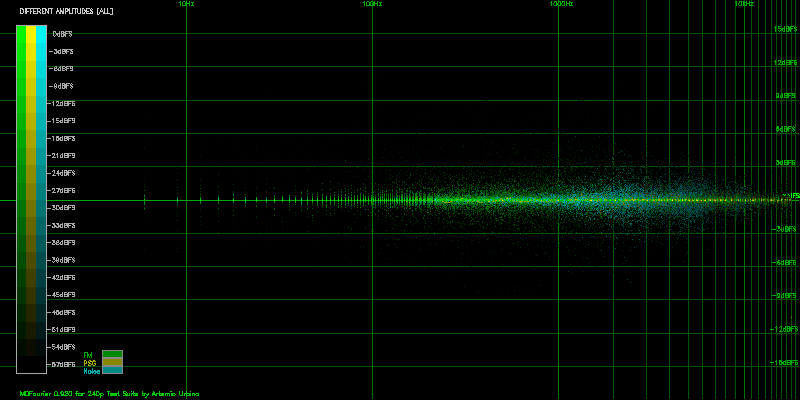 DIFFERENT AMPLITUDES [ALL]
10Hz
100Hz
1000Hz
10kHz
0dBFS
-3dBFS
-6dBFS
-9dBFS
-12dBFS
-15dBFS
-18dBFS
-21dBFS
-24dBFS
-27dBFS
-30dBFS
-33dBFS
-36dBFS
-39dBFS
-42dBFS
-45dBFS
-48dBFS
-51dBFS
-54dBFS
-57dBFS
15dBFS
12dBFS
9dBFS
6dBFS
3dBFS
-3dBFS
-6dBFS
-9dBFS
-12dBFS
-15dBFS
FM
PSG
Noise
MDFourier 0.930 for 240p Test Suite by Artemio Urbina